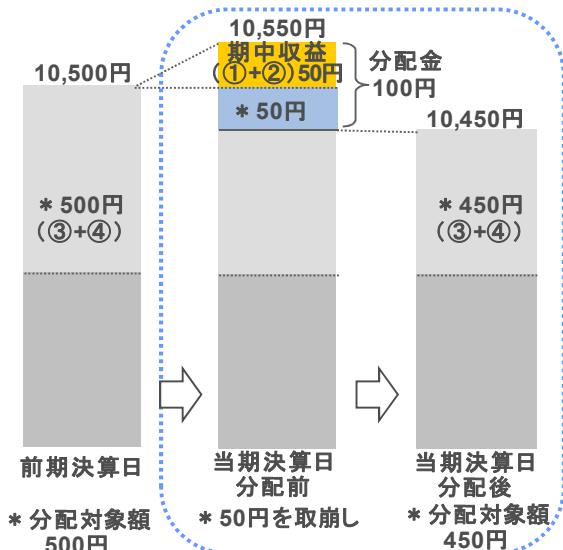 10,550円
期中収益
(①+②)50円
分配金
100円
10,500円
＊50円
10,450円
＊500円
(③+④)
＊450円
(③+④)
前期決算日
当期決算日
分配前
当期決算日
分配後
＊分配対象額
500円
＊50円を取崩し
＊分配対象額
450円